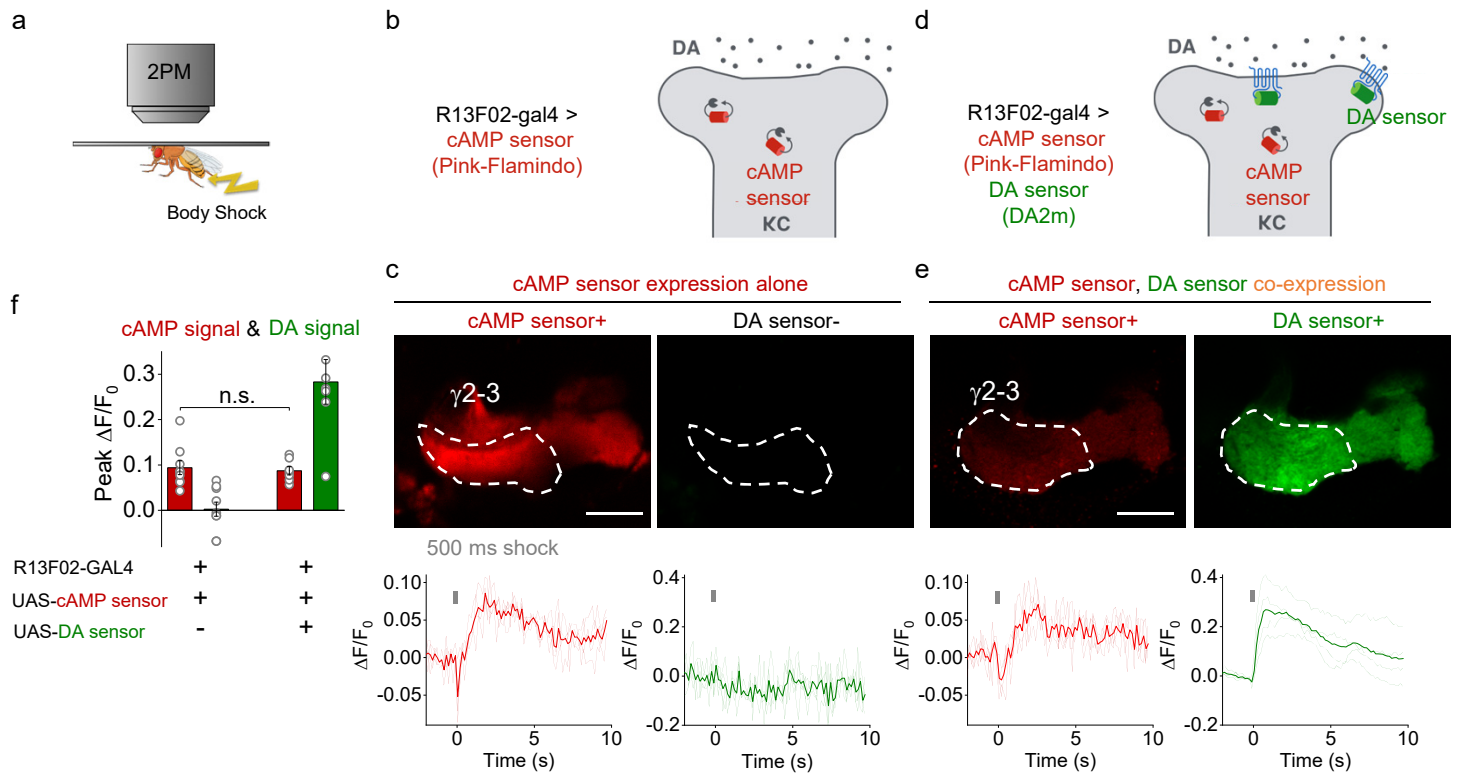 a
2PM
Body Shock
b
R13F02-gal4 >
cAMP sensor
(Pink-Flamindo)
DA
cAMP
sensor
KC
d
R13F02-gal4 >
cAMP sensor
(Pink-Flamindo)
DA sensor
(DA2m)
DA
DA sensor
cAMP
sensor
KC
c
cAMP sensor expression alone
cAMP sensor+
DA sensor-
γ2-3
500 ms shock
0.10
0.05
0.00
-0.05
ΔF/F0
0
5
10
Time (s)
0.4
0.2
0.0
-0.2
ΔF/F0
0
5
10
Time (s)
e
cAMP sensor, DA sensor co-expression
cAMP sensor+
DA sensor+
γ2-3
0.10
0.05
0.00
-0.05
ΔF/F0
0
5
10
Time (s)
0.4
0.2
0.0
-0.2
ΔF/F0
0
5
10
Time (s)
f
cAMP signal & DA signal
0.3
0.2
0.1
0.0
Peak ΔF/F0
n.s.
R13F02-GAL4 + +
UAS-cAMP sensor + +
UAS-DA sensor - +